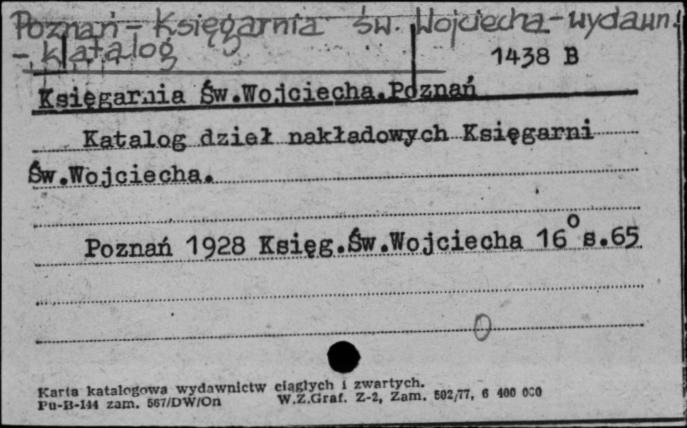 Poznań - Księgarnia św. Wojciecha - wydawn.
- katalog
1438 B
Księgarnia Św.Wojciecha.Poznań
Katalog dzieł nakładowych Księgarni
Św.Wojciecha.
Poznań 1928 Księg.Św.Wojciecha 16° s.65
Karta katalogowa wydawnictw ciągłych i zwartych.
Pu-B-144 zam. 567/DW/On W.Z.Graf. Z-2, Zam. 502/77, 6 400 000